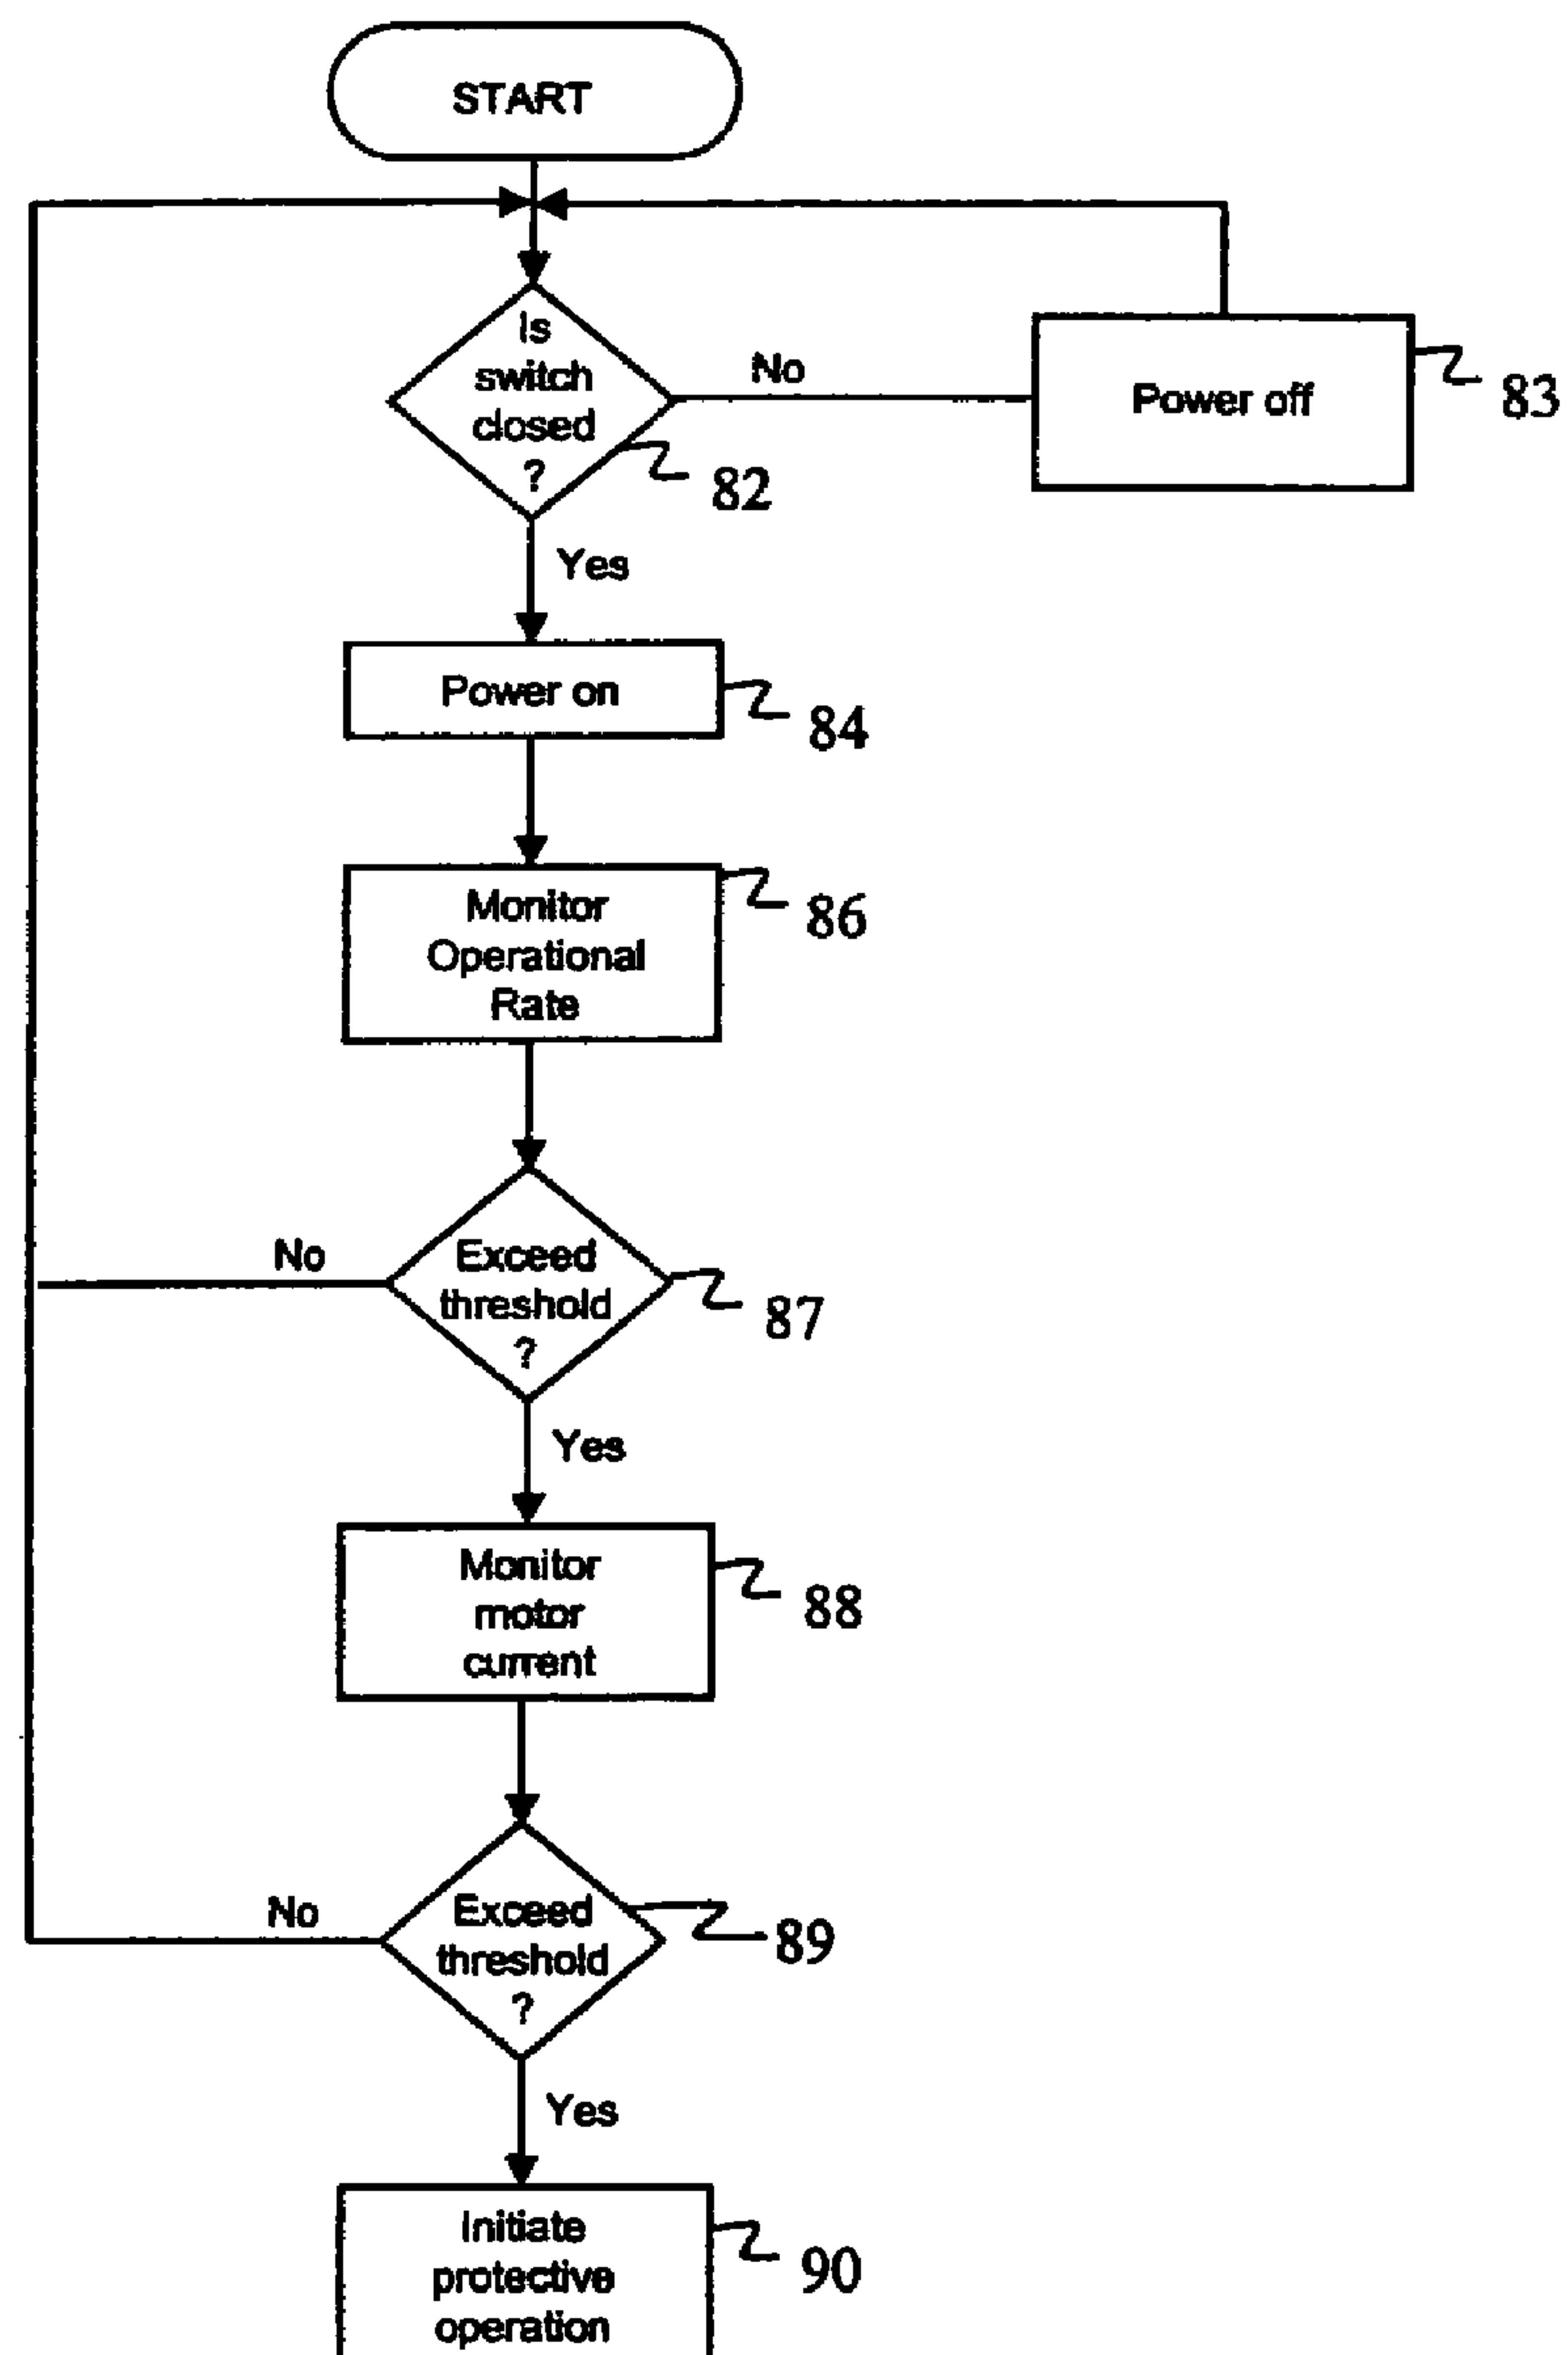 START
Is
switch
closed
?
82
No
Power off
83
Yes
Power on
84
Monitor
Operational
Rate
86
No
Exceed
threshold
?
87
Yes
Monitor
motor
current
88
No
Exceed
threshold
?
89
Yes
Initiate
protective
operation
90